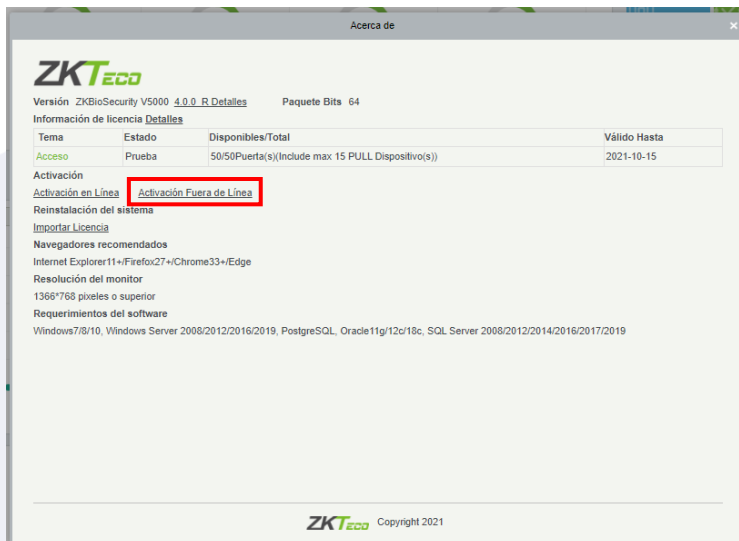 Acerca de
ZKTeco
Versión ZKBioSecurity V5000 4.0.0_R Detalles Paquete Bits 64
Información de licencia Detalles
Tema Estado Disponibles/Total Válido Hasta
Acceso Prueba 50/50Puerta(s)(Include max 15 PULL Dispositivo(s)) 2021-10-15
Activación
Activación en Línea Activación Fuera de Línea
Reinstalación del sistema
Importar Licencia
Navegadores recomendados
Internet Explorer11+/Firefox27+/Chrome33+/Edge
Resolución del monitor
1366*768 pixeles o superior
Requerimientos del software
Windows7/8/10, Windows Server 2008/2012/2016/2019, PostgreSQL, Oracle11g/12c/18c, SQL Server 2008/2012/2014/2016/2017/2019
ZKTeco Copyright 2021